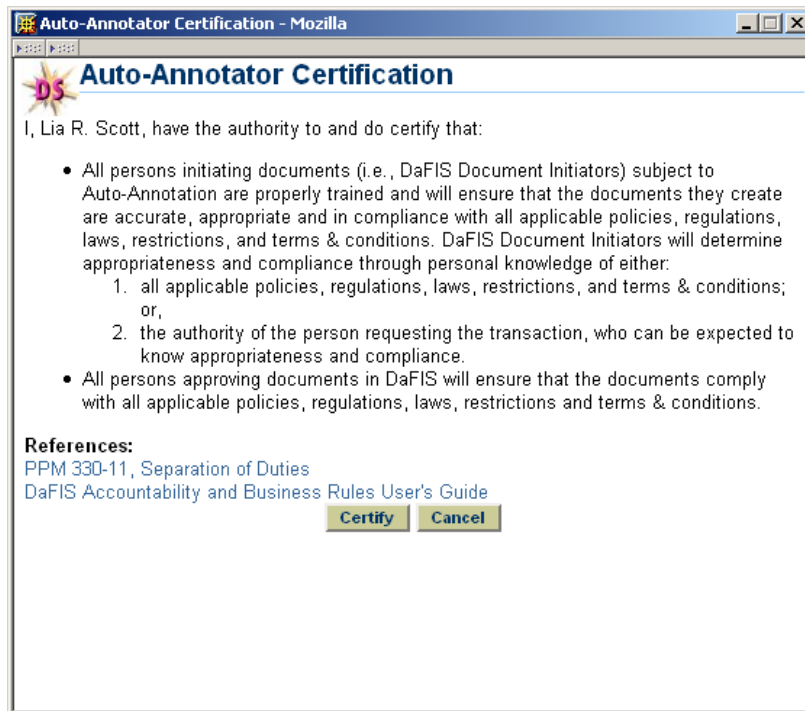 Auto-Annotator Certification - Mozilla
DS
Auto-Annotator Certification
I, Lia R. Scott, have the authority to and do certify that:
• All persons initiating documents (i.e., DaFIS Document Initiators) subject to
Auto-Annotation are properly trained and will ensure that the documents they create
are accurate, appropriate and in compliance with all applicable policies, regulations,
laws, restrictions, and terms & conditions. DaFIS Document Initiators will determine
appropriateness and compliance through personal knowledge of either:
1. all applicable policies, regulations, laws, restrictions, and terms & conditions;
or,
2. the authority of the person requesting the transaction, who can be expected to
know appropriateness and compliance.
• All persons approving documents in DaFIS will ensure that the documents comply
with all applicable policies, regulations, laws, restrictions and terms & conditions.
References:
PPM 330-11, Separation of Duties
DaFIS Accountability and Business Rules User's Guide
Certify Cancel